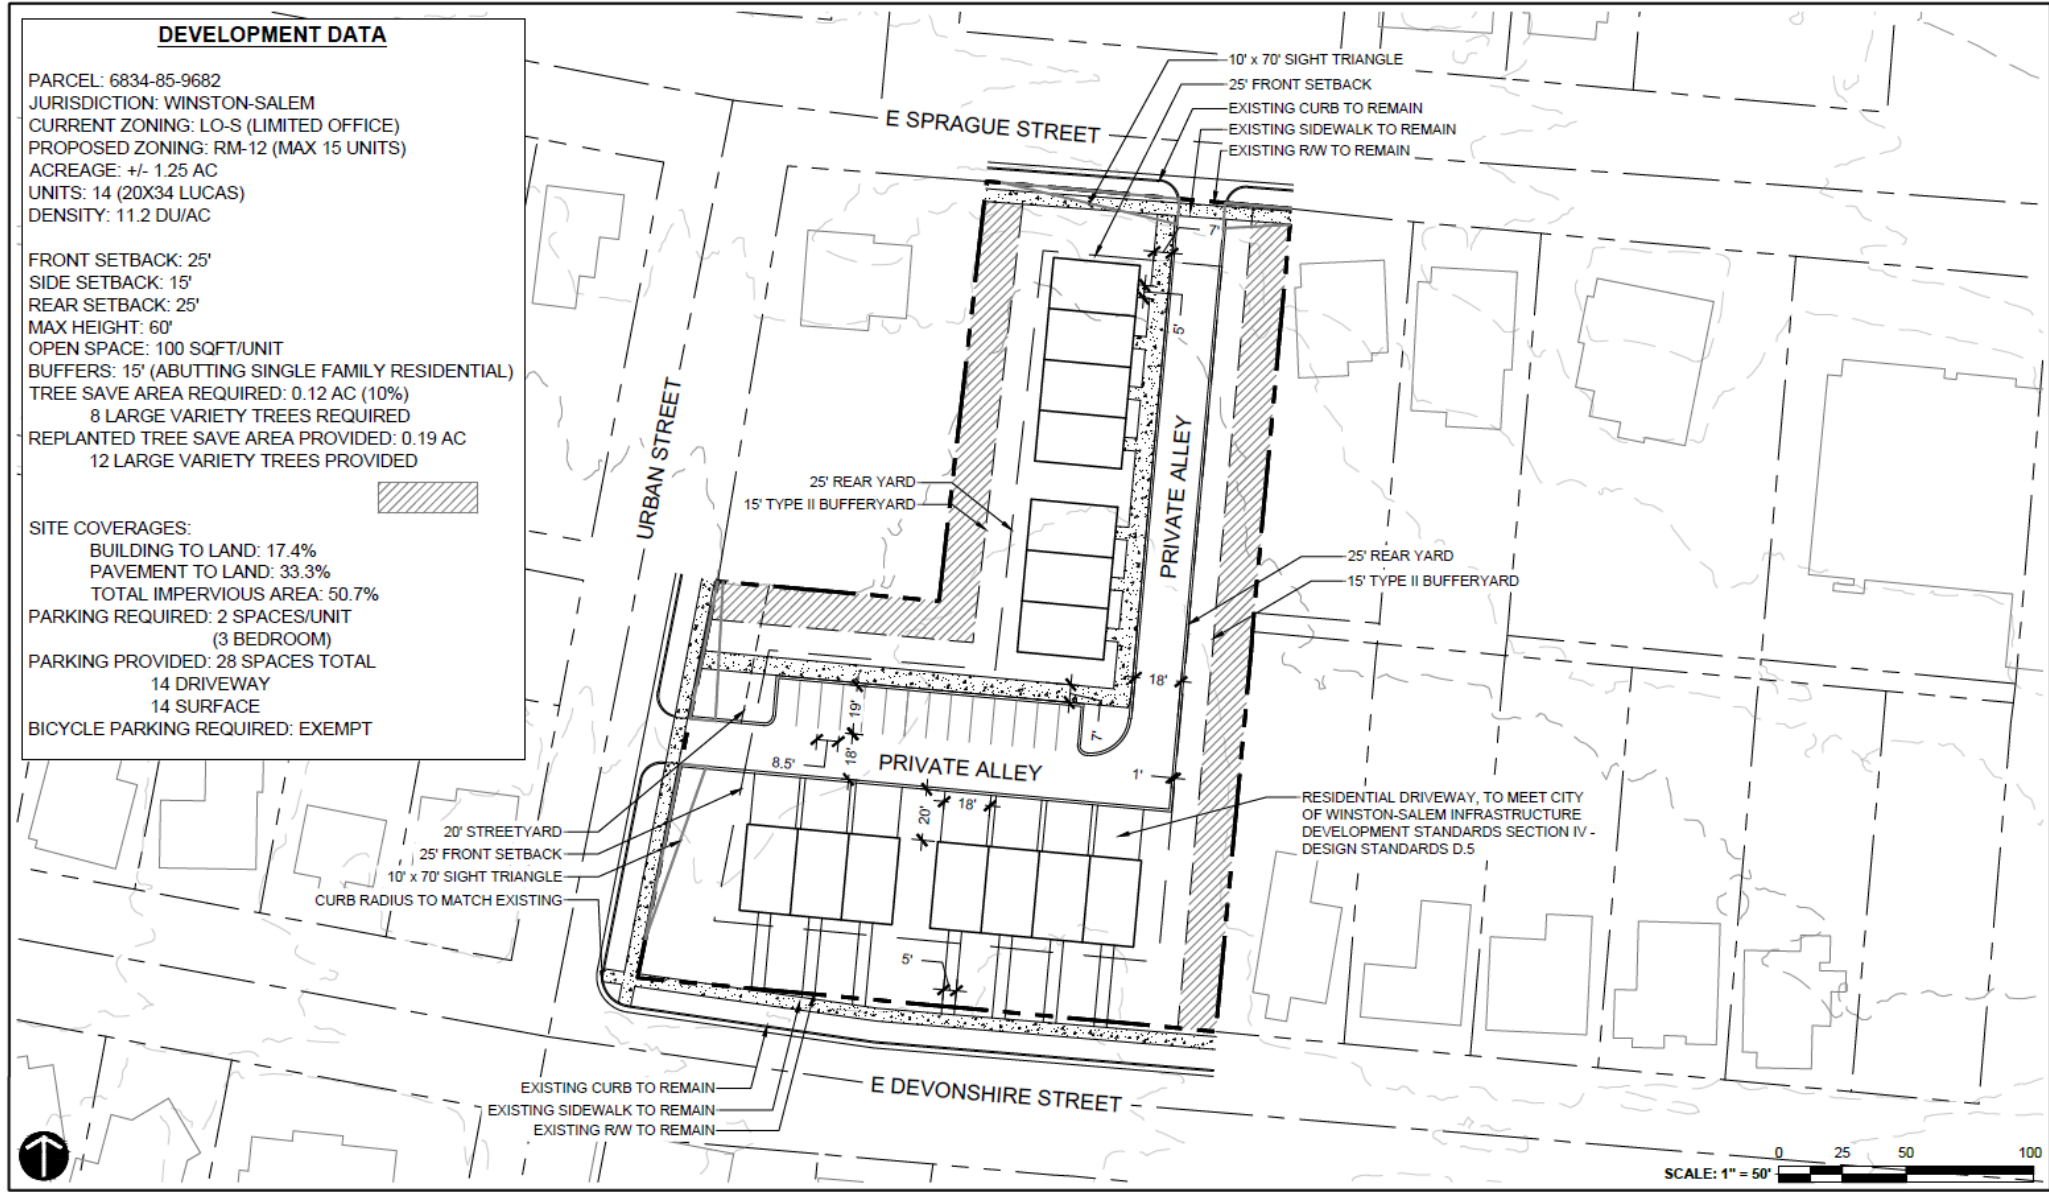 DEVELOPMENT DATA
PARCEL: 6834-85-9682
JURISDICTION: WINSTON-SALEM
CURRENT ZONING: LO-S (LIMITED OFFICE)
PROPOSED ZONING: RM-12 (MAX 15 UNITS)
ACREAGE: +/- 1.25 AC
UNITS: 14 (20X34 LUCAS)
DENSITY: 11.2 DU/AC
FRONT SETBACK: 25'
SIDE SETBACK: 15'
REAR SETBACK: 25'
MAX HEIGHT: 60'
OPEN SPACE: 100 SQFT/UNIT
BUFFERS: 15' (ABUTTING SINGLE FAMILY RESIDENTIAL)
TREE SAVE AREA REQUIRED: 0.12 AC (10%)
8 LARGE VARIETY TREES REQUIRED
REPLANTED TREE SAVE AREA PROVIDED: 0.19 AC
12 LARGE VARIETY TREES PROVIDED
SITE COVERAGES:
BUILDING TO LAND: 17.4%
PAVEMENT TO LAND: 33.3%
TOTAL IMPERVIOUS AREA: 50.7%
PARKING REQUIRED: 2 SPACES/UNIT
(3 BEDROOM)
PARKING PROVIDED: 28 SPACES TOTAL
14 DRIVEWAY
14 SURFACE
BICYCLE PARKING REQUIRED: EXEMPT
10' x 70' SIGHT TRIANGLE
25' FRONT SETBACK
EXISTING CURB TO REMAIN
EXISTING SIDEWALK TO REMAIN
EXISTING R/W TO REMAIN
E SPRAGUE STREET
7'
5'
URBAN STREET
PRIVATE ALLEY
25' REAR YARD
15' TYPE II BUFFERYARD
25' REAR YARD
15' TYPE II BUFFERYARD
18'
19'
7'
18'
8.5'
PRIVATE ALLEY
1'
18'
20'
RESIDENTIAL DRIVEWAY, TO MEET CITY
OF WINSTON-SALEM INFRASTRUCTURE
DEVELOPMENT STANDARDS SECTION IV -
DESIGN STANDARDS D.5
20' STREETYARD
25' FRONT SETBACK
10' x 70' SIGHT TRIANGLE
CURB RADIUS TO MATCH EXISTING
5'
EXISTING CURB TO REMAIN
EXISTING SIDEWALK TO REMAIN
EXISTING R/W TO REMAIN
E DEVONSHIRE STREET
0 25 50 100
SCALE: 1" = 50'